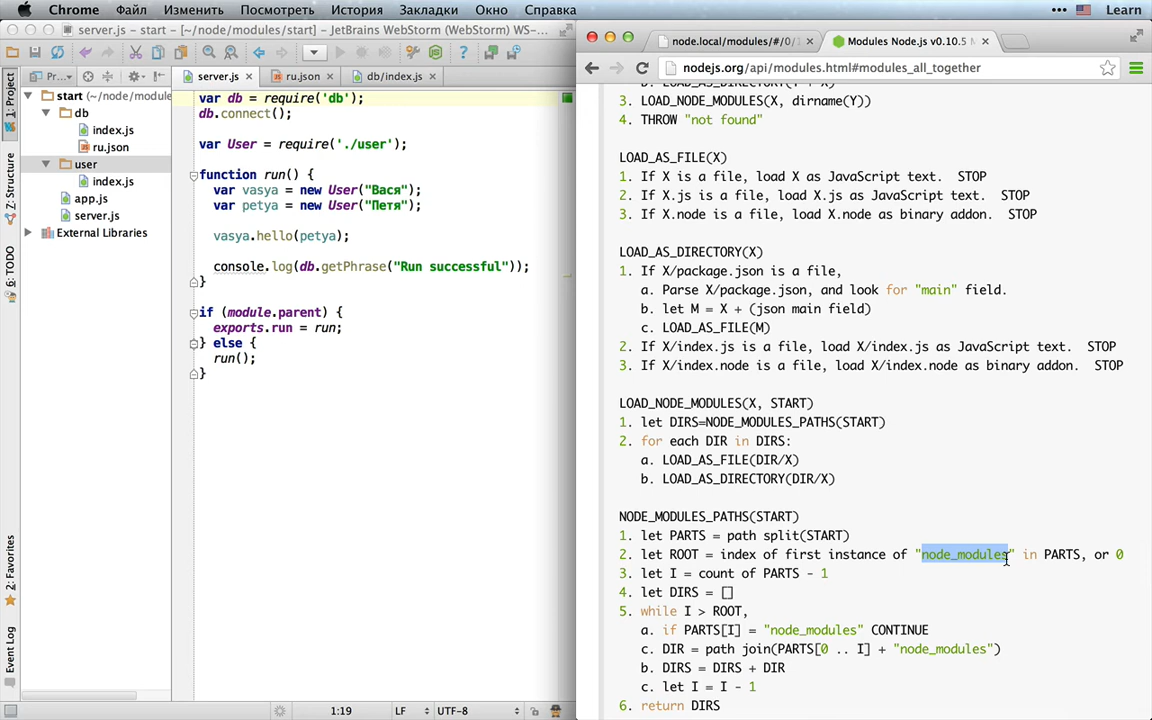 Chrome Файл Изменить Посмотреть История Закладки Окно Справка Learn
server.js – start – [~/node/modules/start] – JetBrains WebStorm (WebStorm) WS-...
Pr...
server.js
ru.json
db/index.js
1: Project
Z: Structure
6: TODO
2: Favorites
Event Log
start (~/node/module
db
index.js
ru.json
user
index.js
app.js
server.js
External Libraries
var db = require('db');
db.connect();
var User = require('./user');
function run() {
var vasya = new User("Вася");
var petya = new User("Петя");
vasya.hello(petya);
console.log(db.getPhrase("Run successful"));
}
if (module.parent) {
exports.run = run;
} else {
run();
}
1:19 LF UTF-8
node.local/modules/#/0/
Modules Node.js v0.10.5
nodejs.org/api/modules.html#modules_all_together
3. LOAD_NODE_MODULES(X, dirname(Y))
4. THROW "not found"
LOAD_AS_FILE(X)
1. If X is a file, load X as JavaScript text. STOP
2. If X.js is a file, load X.js as JavaScript text. STOP
3. If X.node is a file, load X.node as binary addon. STOP
LOAD_AS_DIRECTORY(X)
1. If X/package.json is a file,
a. Parse X/package.json, and look for "main" field.
b. let M = X + (json main field)
c. LOAD_AS_FILE(M)
2. If X/index.js is a file, load X/index.js as JavaScript text. STOP
3. If X/index.node is a file, load X/index.node as binary addon. STOP
LOAD_NODE_MODULES(X, START)
1. let DIRS=NODE_MODULES_PATHS(START)
2. for each DIR in DIRS:
a. LOAD_AS_FILE(DIR/X)
b. LOAD_AS_DIRECTORY(DIR/X)
NODE_MODULES_PATHS(START)
1. let PARTS = path split(START)
2. let ROOT = index of first instance of "node_modules" in PARTS, or 0
3. let I = count of PARTS - 1
4. let DIRS = []
5. while I > ROOT,
a. if PARTS[I] = "node_modules" CONTINUE
c. DIR = path join(PARTS[0 .. I] + "node_modules")
b. DIRS = DIRS + DIR
c. let I = I - 1
6. return DIRS